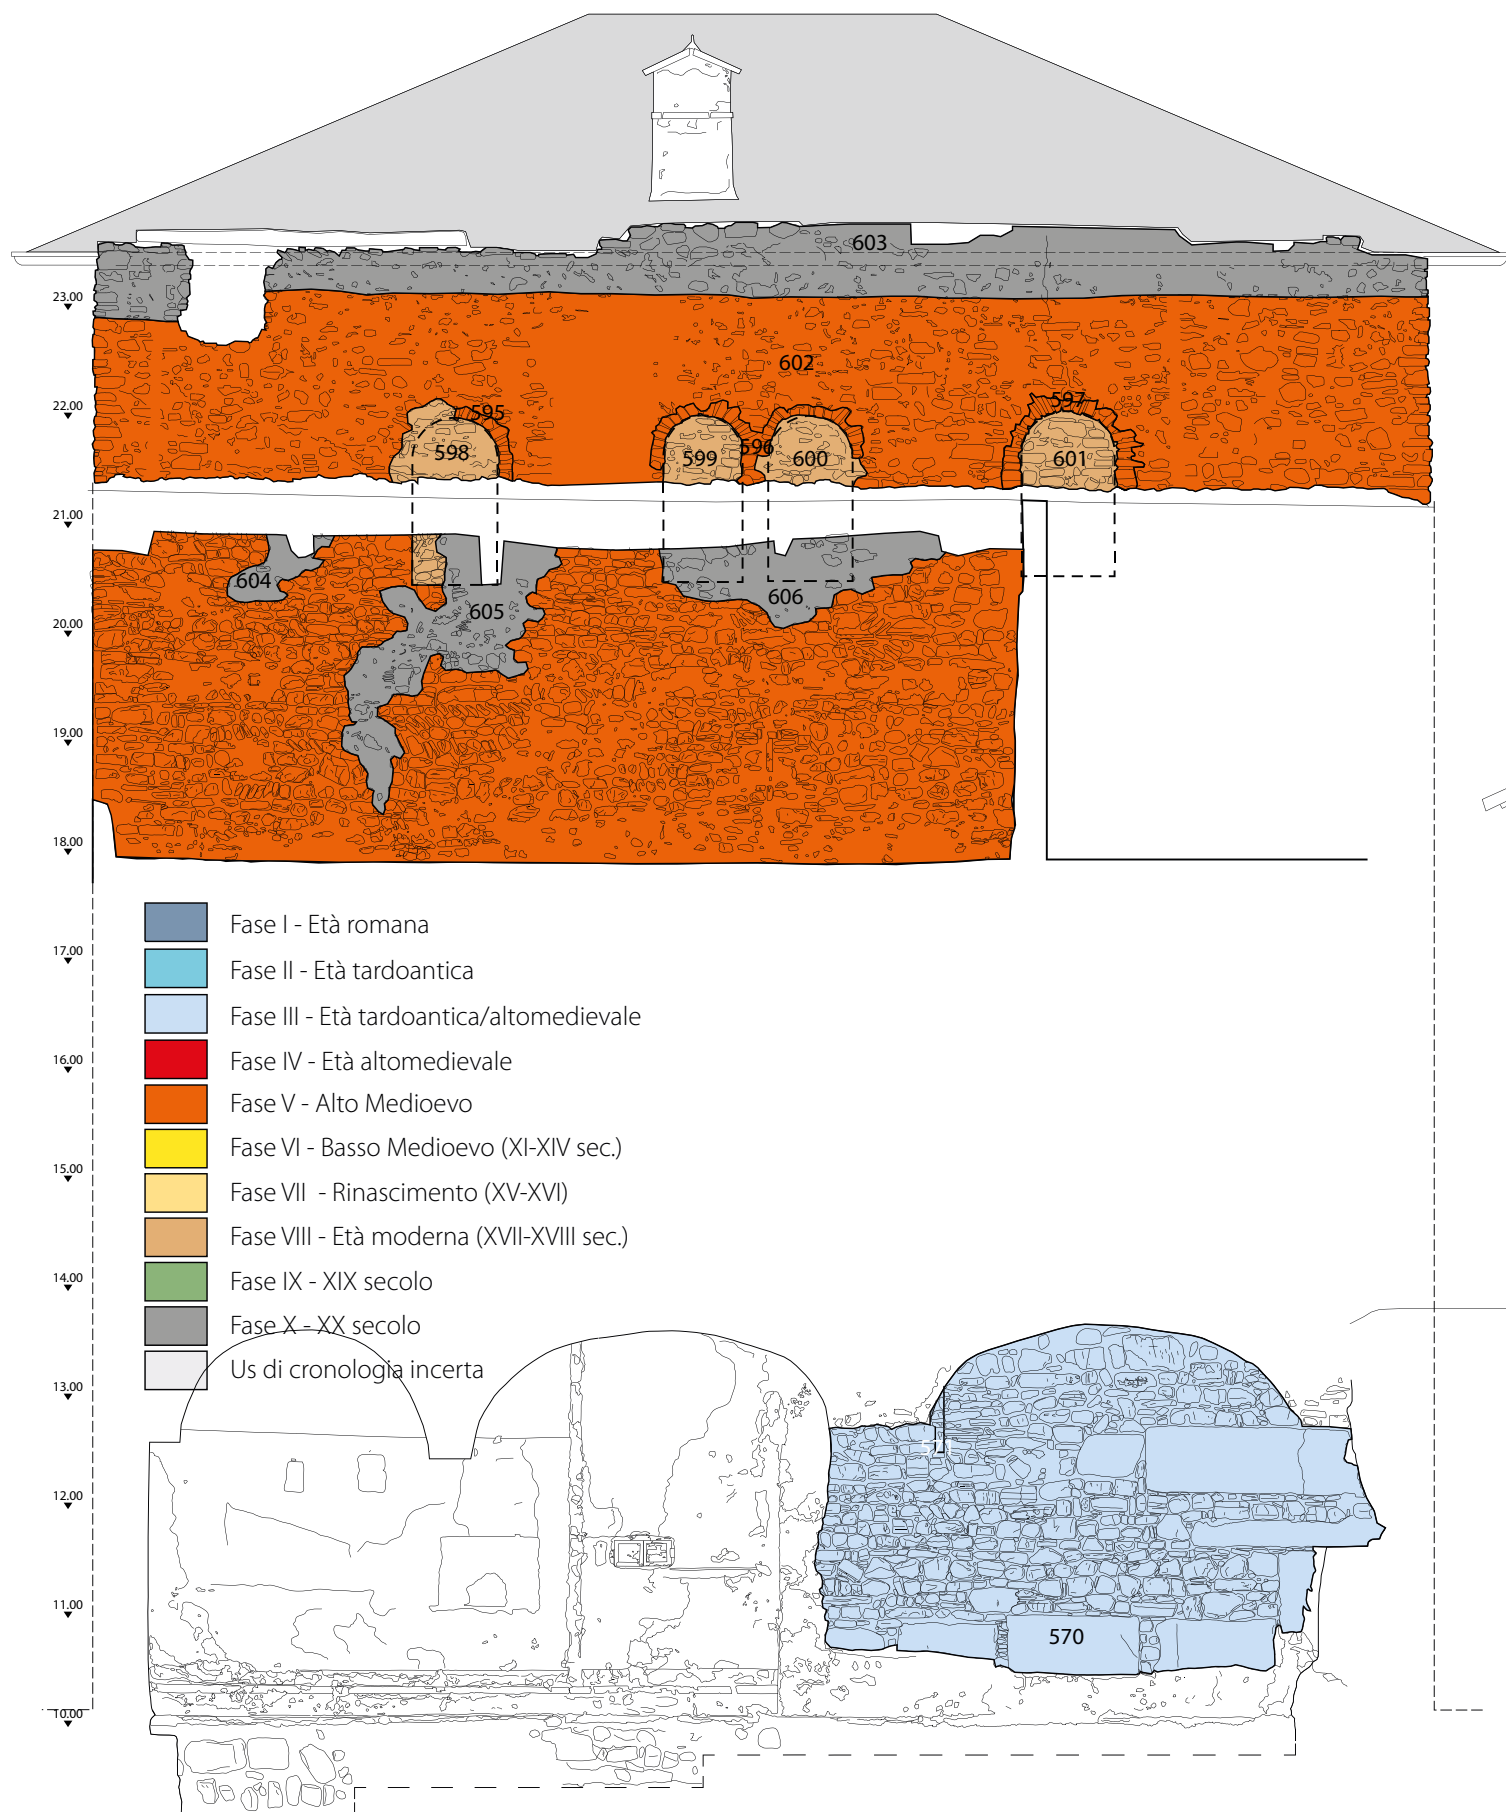 603
23.00
602
22.00
597
595
596
598
599
600
601
21.00
604
606
605
20.00
19.00
18.00
Fase I - Età romana
17.00
Fase II - Età tardoantica
Fase III - Età tardoantica/altomedievale
16.00
Fase IV - Età altomedievale
Fase V - Alto Medioevo
Fase VI - Basso Medioevo (XI-XIV sec.)
15.00
Fase VII - Rinascimento (XV-XVI)
Fase VIII - Età moderna (XVII-XVIII sec.)
14.00
Fase IX - XIX secolo
Fase X - XX secolo
Us di cronologia incerta
13.00
571
12.00
11.00
570
10.00